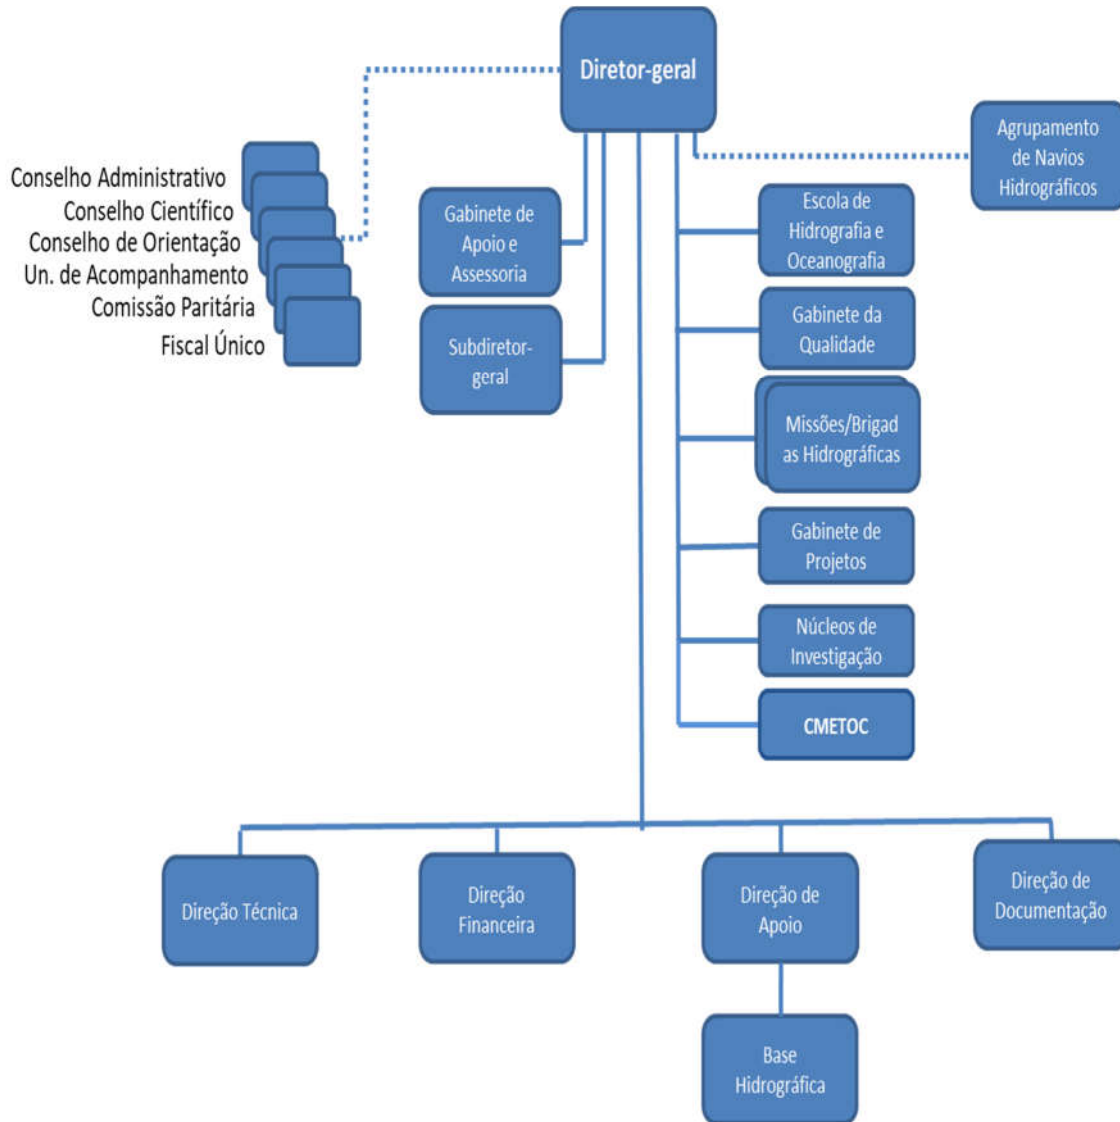 Diretor-geral
Agrupamento
de Navios
Hidrográficos
Conselho Administrativo
Conselho Científico
Conselho de Orientação
Un. de Acompanhamento
Comissão Paritária
Fiscal Único
Gabinete de
Apoio e
Assessoria
Subdiretor-
geral
Escola de
Hidrografia e
Oceanografia
Gabinete da
Qualidade
Missões/Brigad
as Hidrográficas
Gabinete de
Projetos
Núcleos de
Investigação
CMETOC
Direção Técnica
Direção
Financeira
Direção de
Apoio
Direção de
Documentação
Base
Hidrográfica